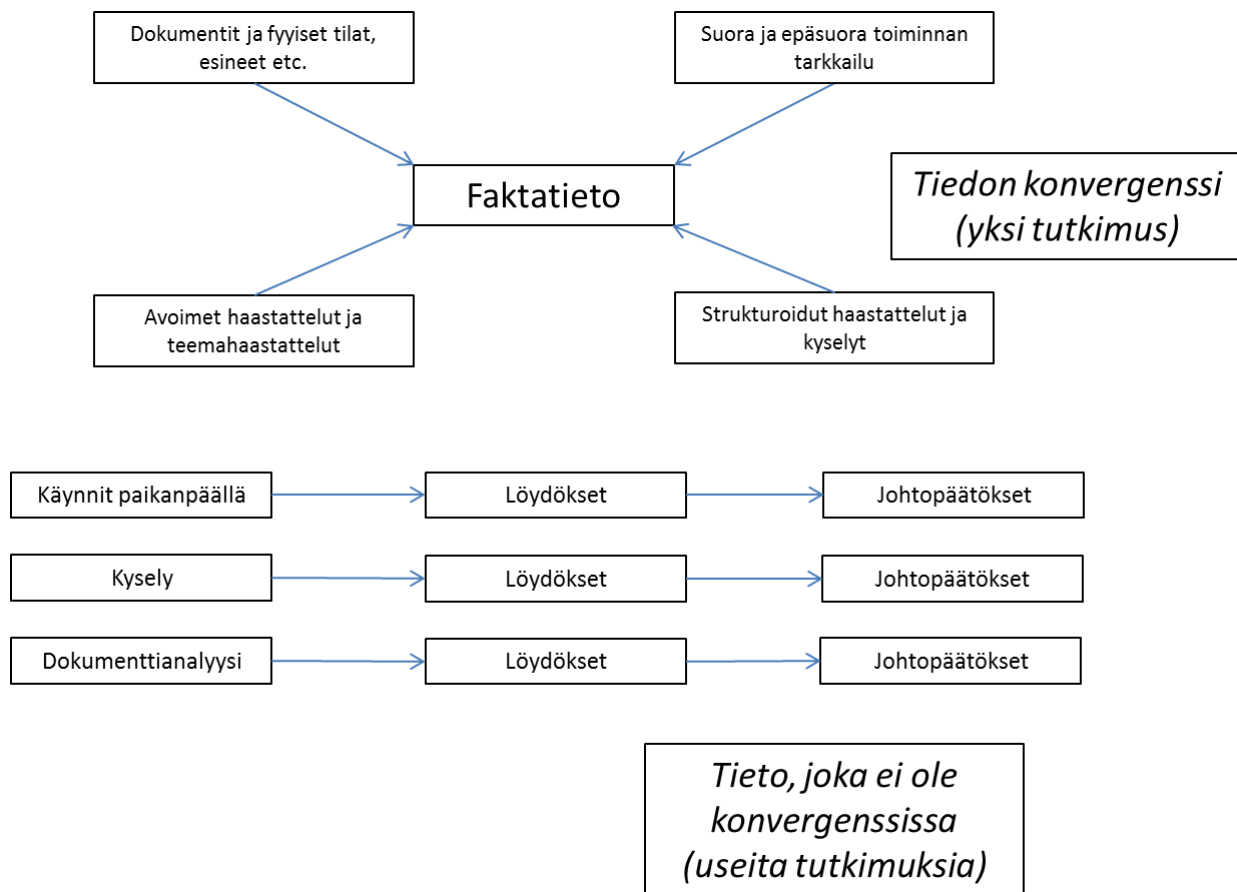 Dokumentit ja fyyiset tilat,
esineet etc.
Suora ja epäsuora toiminnan
tarkkailu
Faktatieto
Tiedon konvergenssi
(yksi tutkimus)
Avoimet haastattelut ja
teemahaastattelut
Strukturoidut haastattelut ja
kyselyt
Käynnit paikanpäällä
Löydökset
Johtopäätökset
Kysely
Löydökset
Johtopäätökset
Dokumenttianalyysi
Löydökset
Johtopäätökset
Tieto, joka ei ole
konvergenssissa
(useita tutkimuksia)